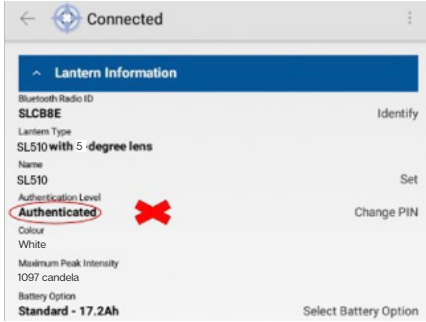 Connected
Lantern Information
Bluetooth Radio ID
SLCB8E Identify
Lantern Type
SL510 with 5 -degree lens
Name
SL510 Set
Authentication Level
Authenticated Change PIN
Colour
White
Maximum Peak Intensity
1097 candela
Battery Option
Standard - 17.2Ah Select Battery Option